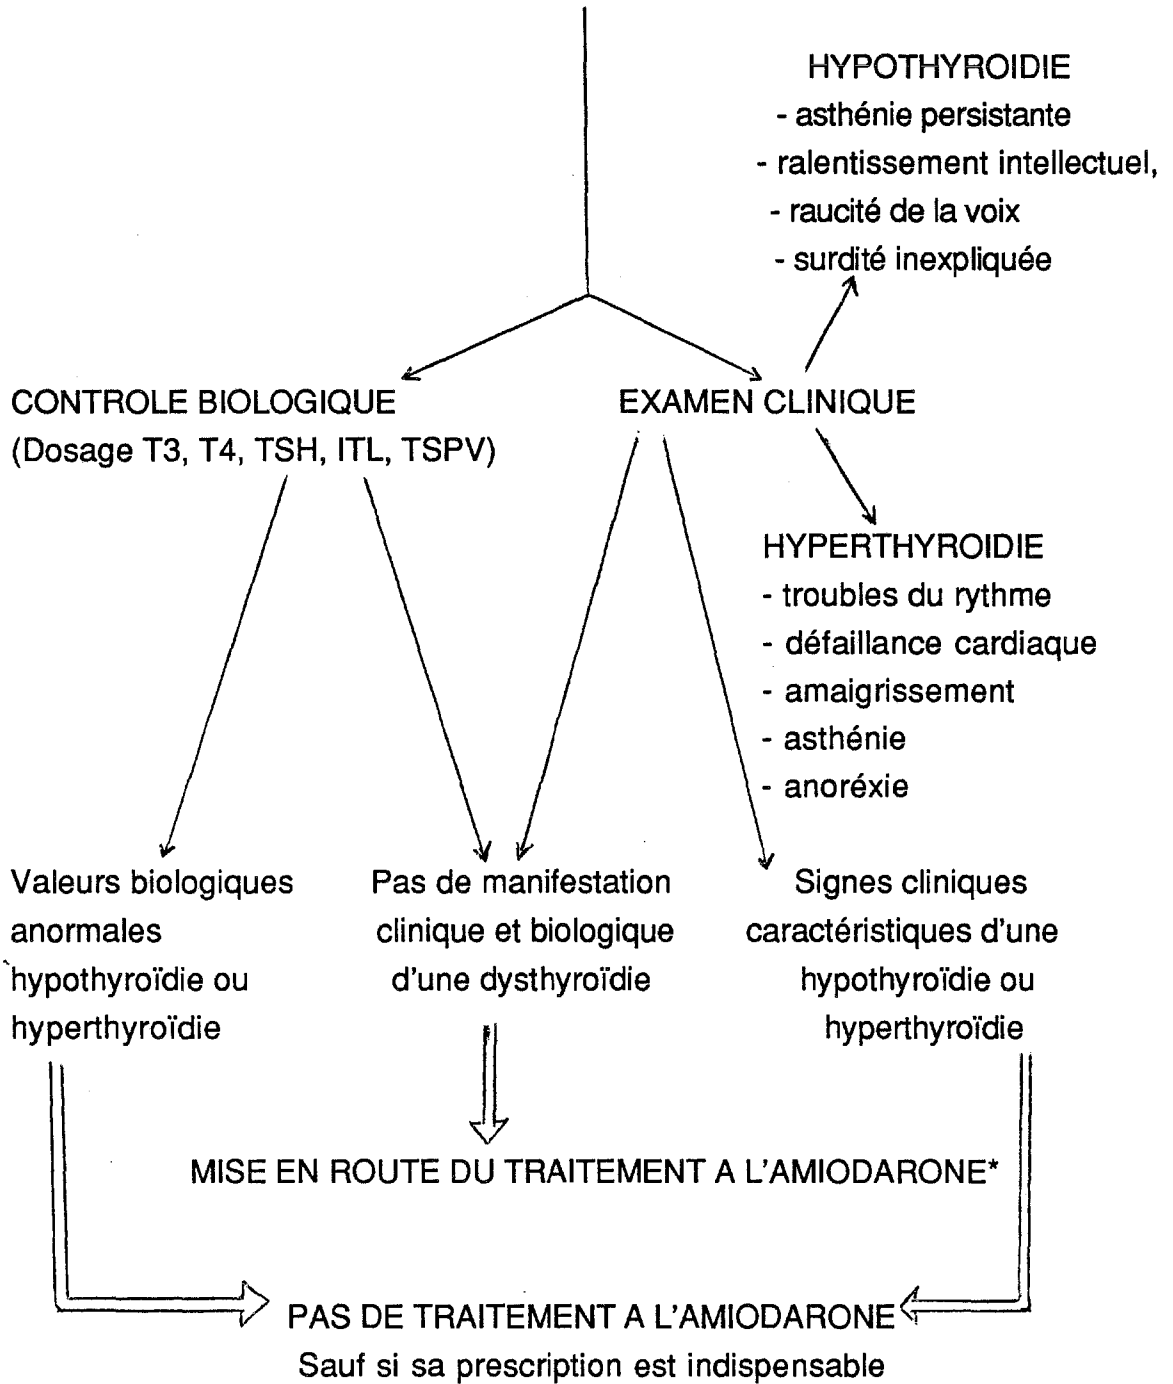 HYPOTHYROIDIE
- asthénie persistante
- ralentissement intellectuel,
- raucité de la voix
- surdité inexpliquée
CONTROLE BIOLOGIQUE
(Dosage T3, T4, TSH, ITL, TSPV)
EXAMEN CLINIQUE
HYPERTHYROIDIE
- troubles du rythme
- défaillance cardiaque
- amaigrissement
- asthénie
- anoréxie
Valeurs biologiques
anormales
hypothyroïdie ou
hyperthyroïdie
Pas de manifestation
clinique et biologique
d'une dysthyroïdie
Signes cliniques
caractéristiques d'une
hypothyroïdie ou
hyperthyroïdie
MISE EN ROUTE DU TRAITEMENT A L'AMIODARONE*
PAS DE TRAITEMENT A L'AMIODARONE
Sauf si sa prescription est indispensable